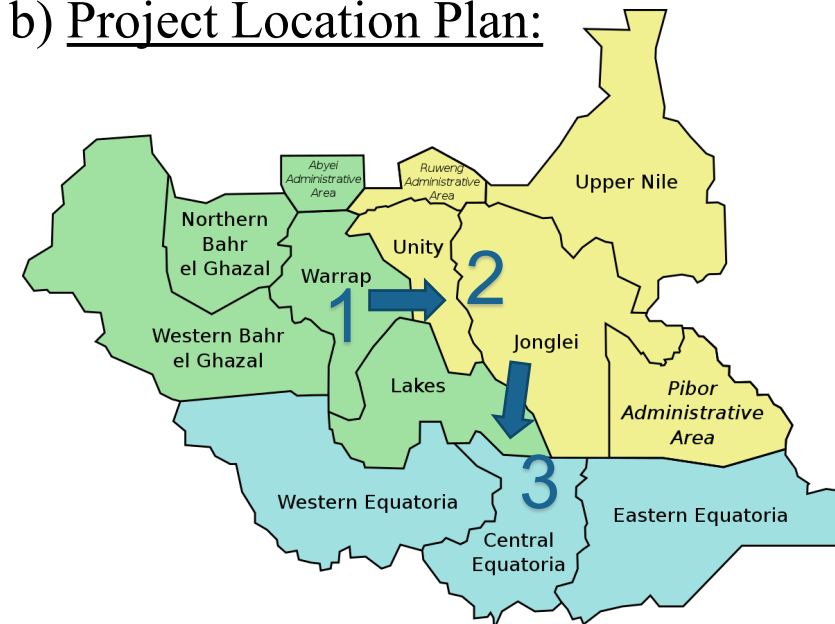 b) Project Location Plan:
Abyei
Administrative
Area
Ruweng
Administrative
Area
Upper Nile
Northern
Bahr
el Ghazal
Unity
Warrap
2
1
Western Bahr
el Ghazal
Jonglei
Lakes
Pibor
Administrative
Area
3
Western Equatoria
Eastern Equatoria
Central
Equatoria